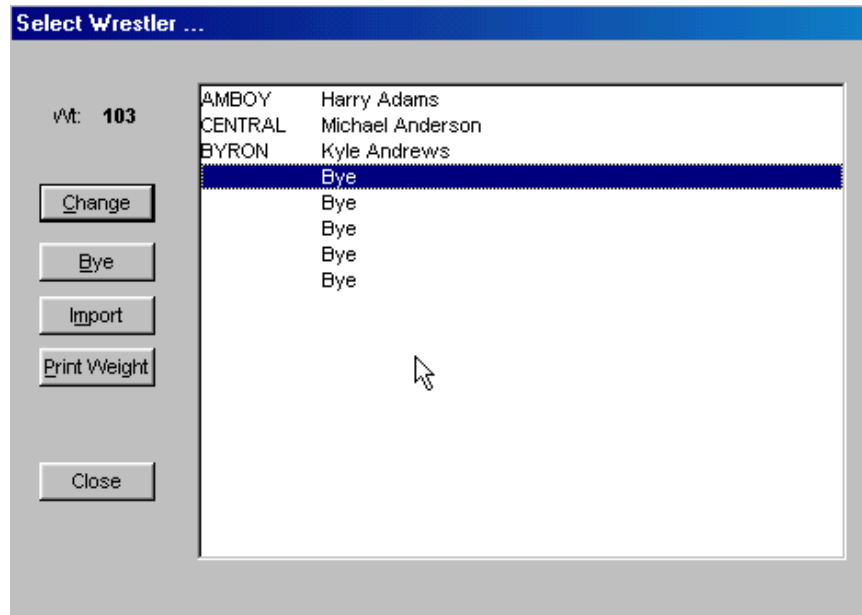 Select Wrestler ...
Wt: 103
AMBOY Harry Adams
CENTRAL Michael Anderson
BYRON Kyle Andrews
Bye
Bye
Bye
Bye
Bye
Change
Bye
Import
Print Weight
Close